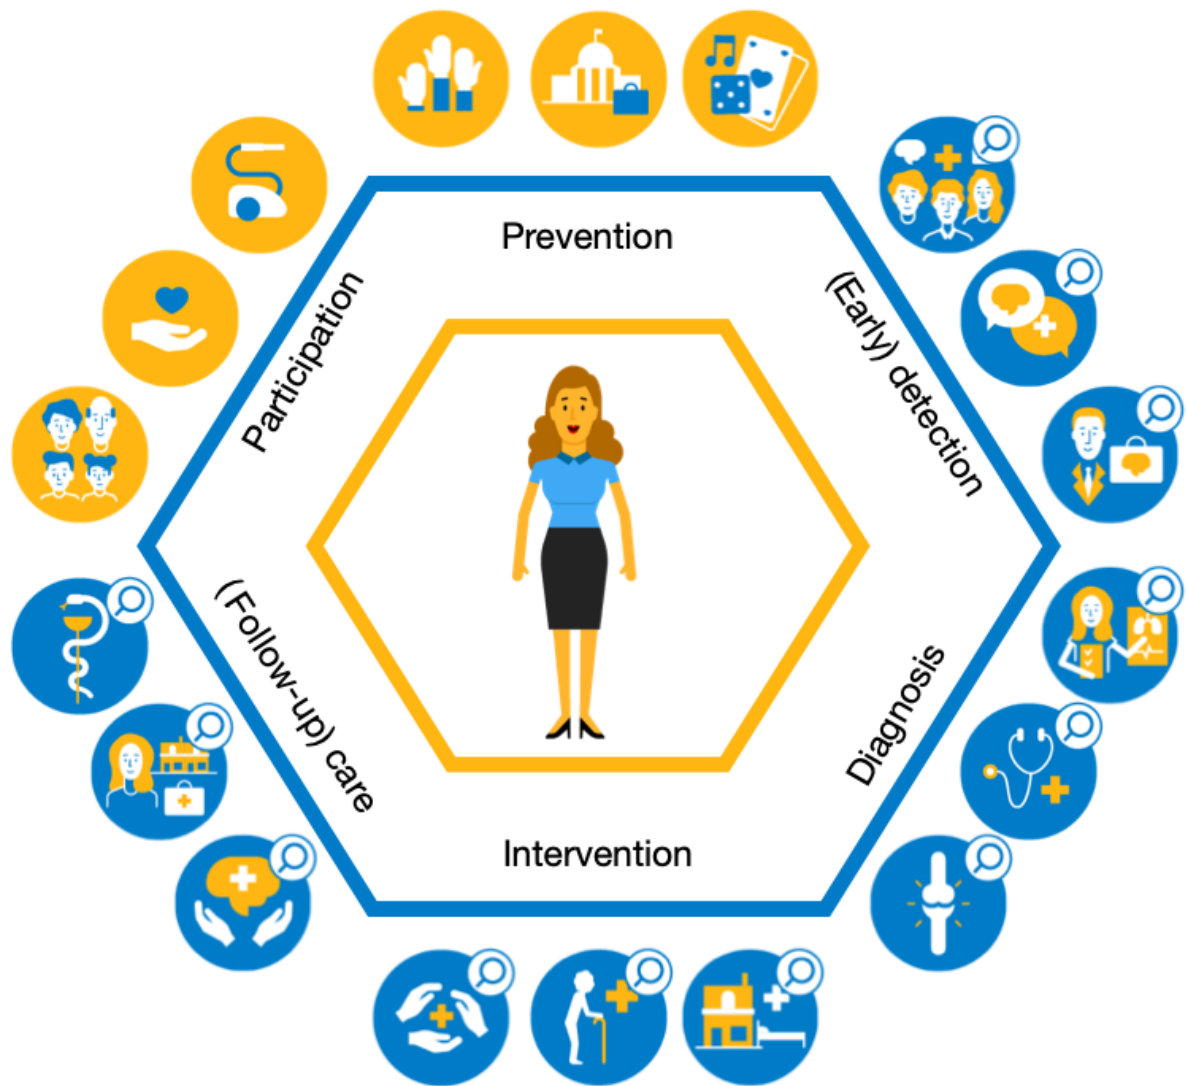 Prevention
(Early) detection
Diagnosis
Intervention
(Follow-up) care
Participation